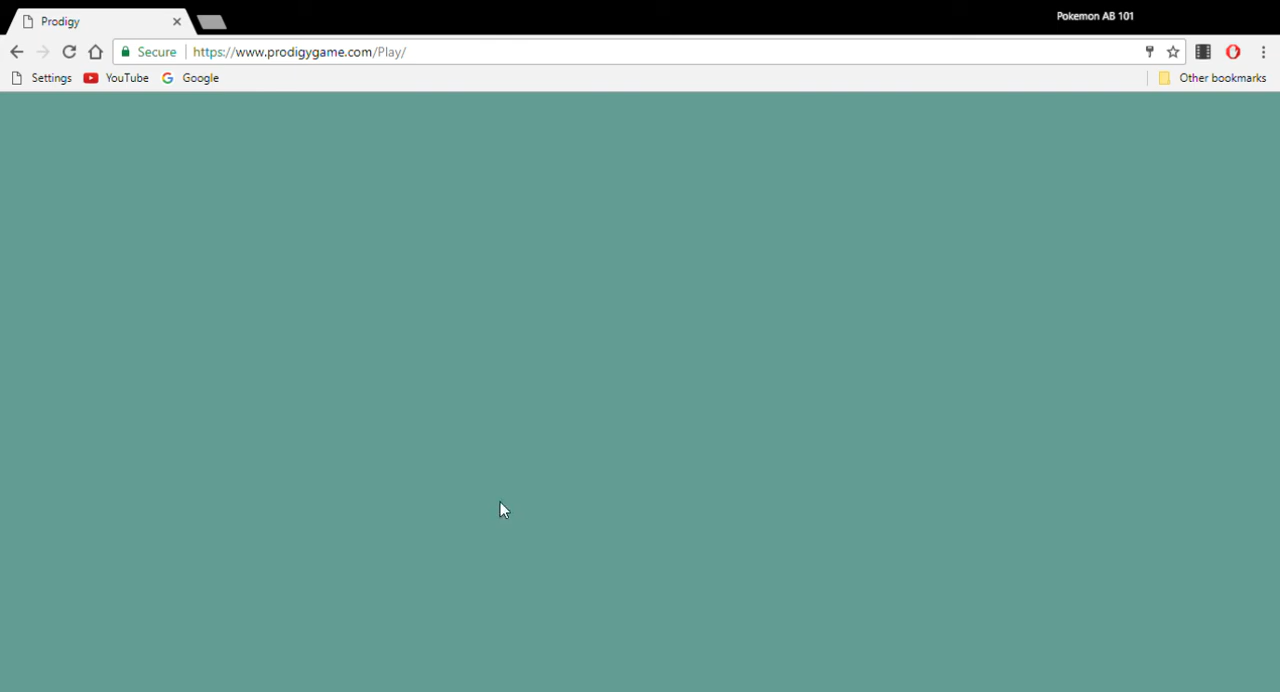 Prodigy
Pokemon AB 101
Secure https://www.prodigygame.com/Play/
Settings YouTube Google Other bookmarks